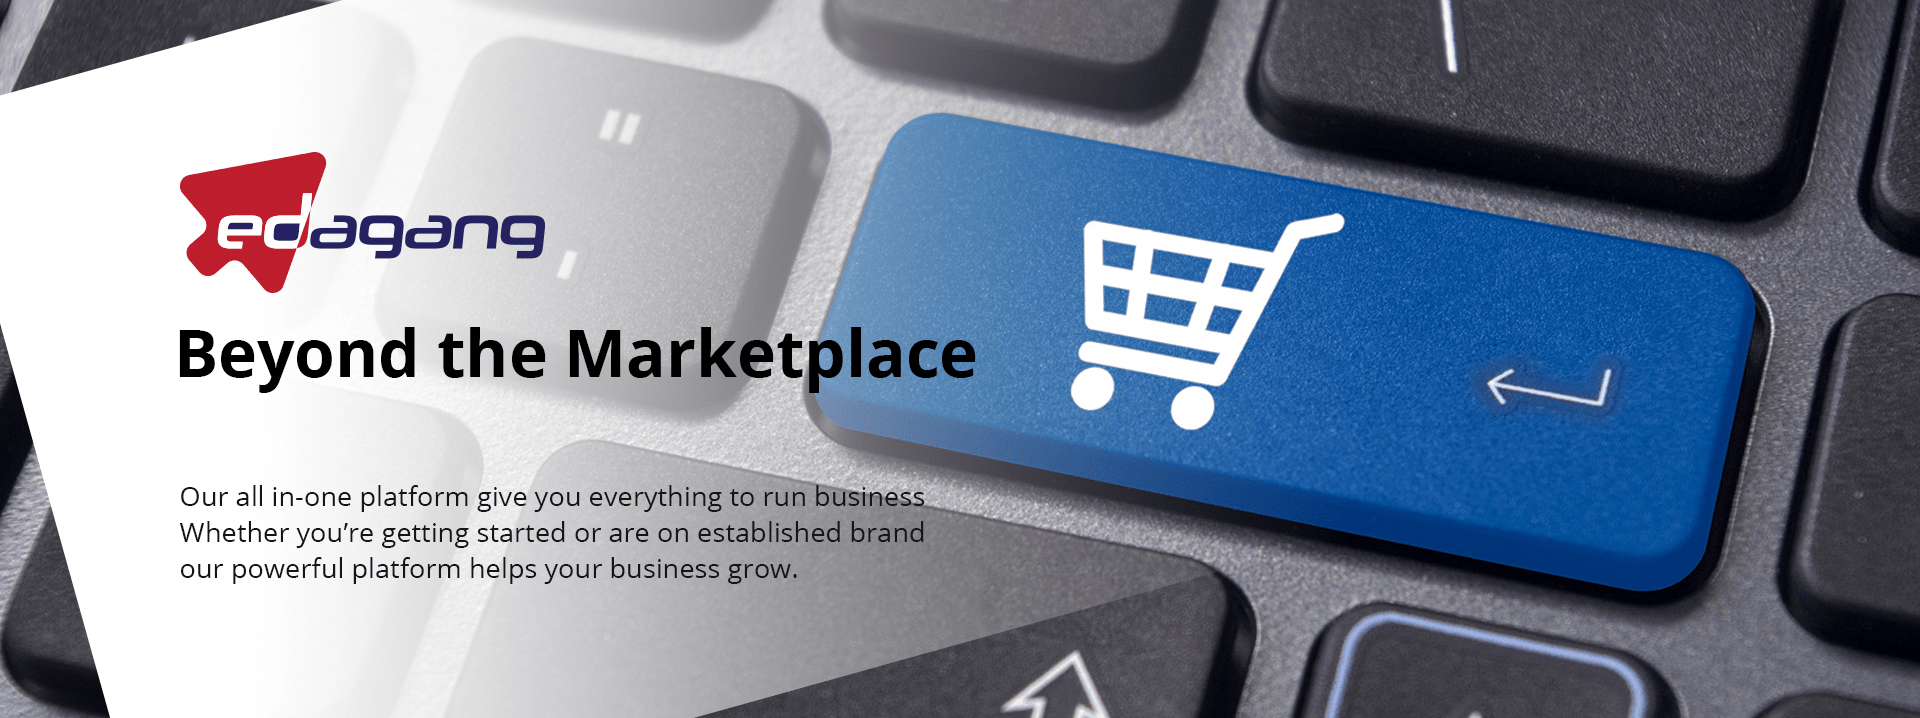 edagang
Beyond the Marketplace
Our all in-one platform give you everything to run business
Whether you’re getting started or are on established brand
our powerful platform helps your business grow.